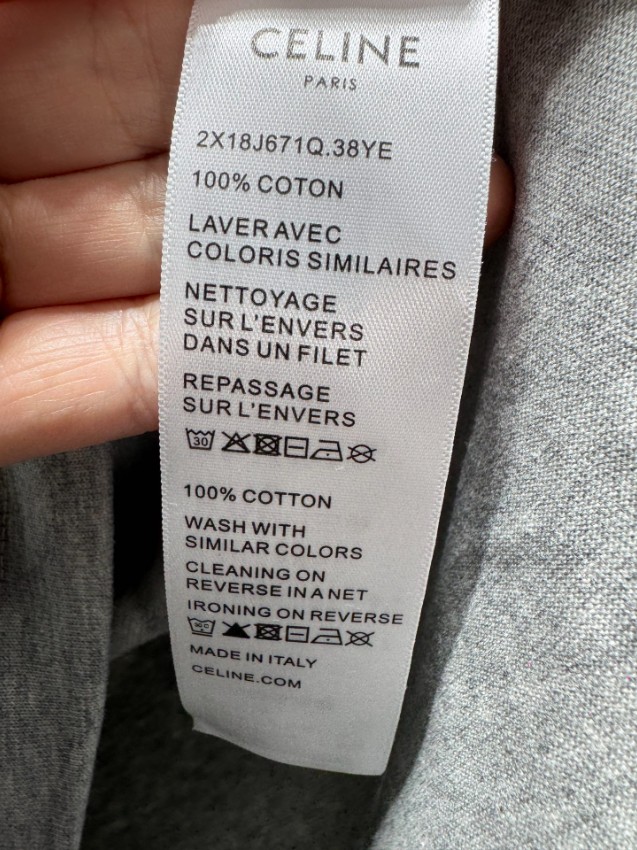 CELINE
PARIS
2X18J671Q.38YE
100% COTON
LAVER AVEC
COLORIS SIMILAIRES
NETTOYAGE
SUR L'ENVERS
DANS UN FILET
REPASSAGE
SUR L'ENVERS
30
100% COTTON
WASH WITH
SIMILAR COLORS
CLEANING ON
REVERSE IN A NET
IRONING ON REVERSE
MADE IN ITALY
CELINE.COM